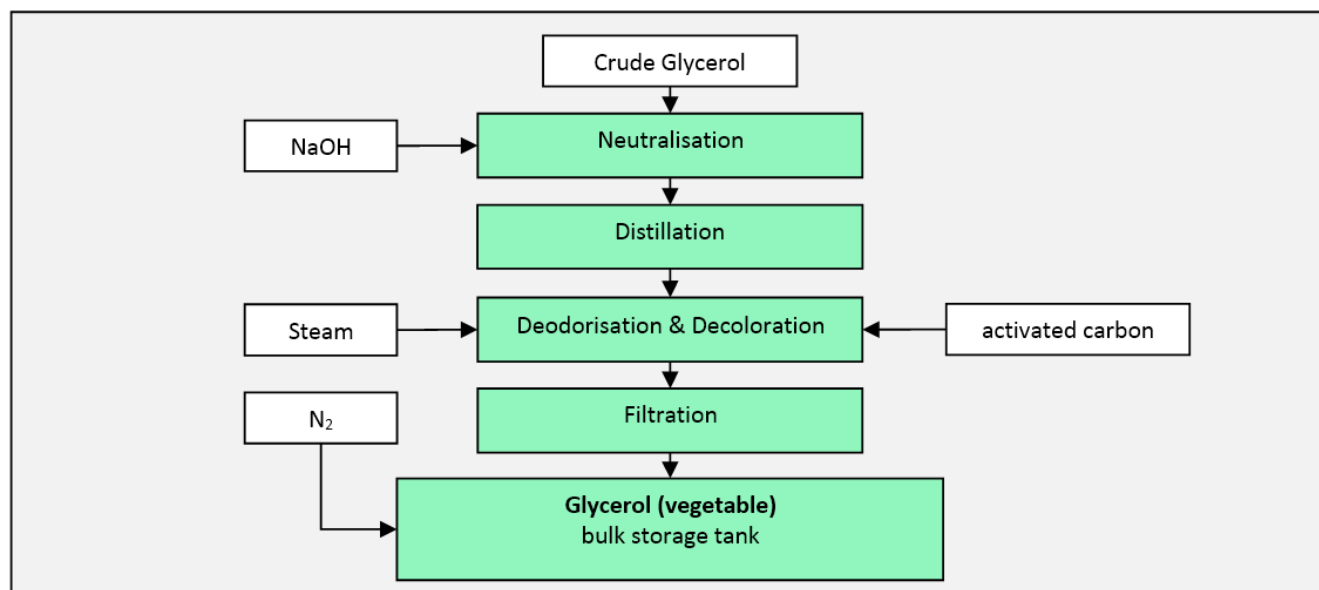 Crude Glycerol
NaOH
Neutralisation
Distillation
Steam
Deodorisation & Decoloration
activated carbon
N₂
Filtration
Glycerol (vegetable)
bulk storage tank